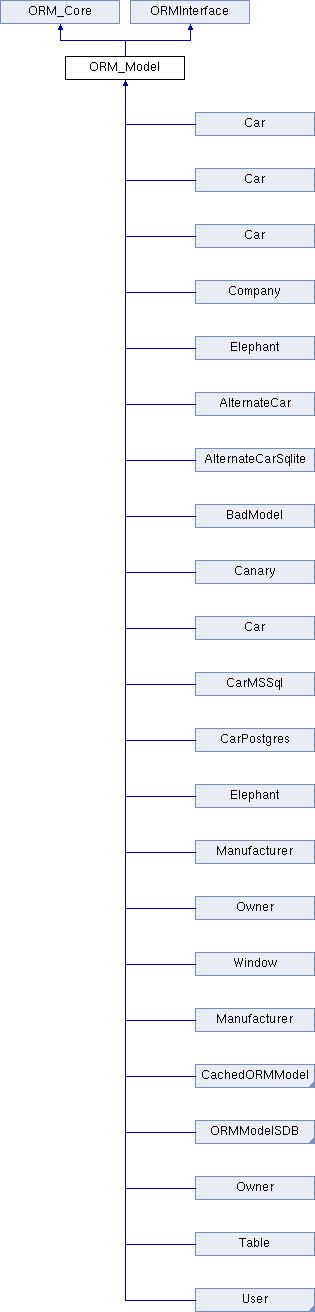 ORM_Core ORMInterface
ORM_Model
Car
Car
Car
Company
Elephant
AlternateCar
AlternateCarSqlite
BadModel
Canary
Car
CarMSSql
CarPostgres
Elephant
Manufacturer
Owner
Window
Manufacturer
CachedORMModel
ORMModelSDB
Owner
Table
User